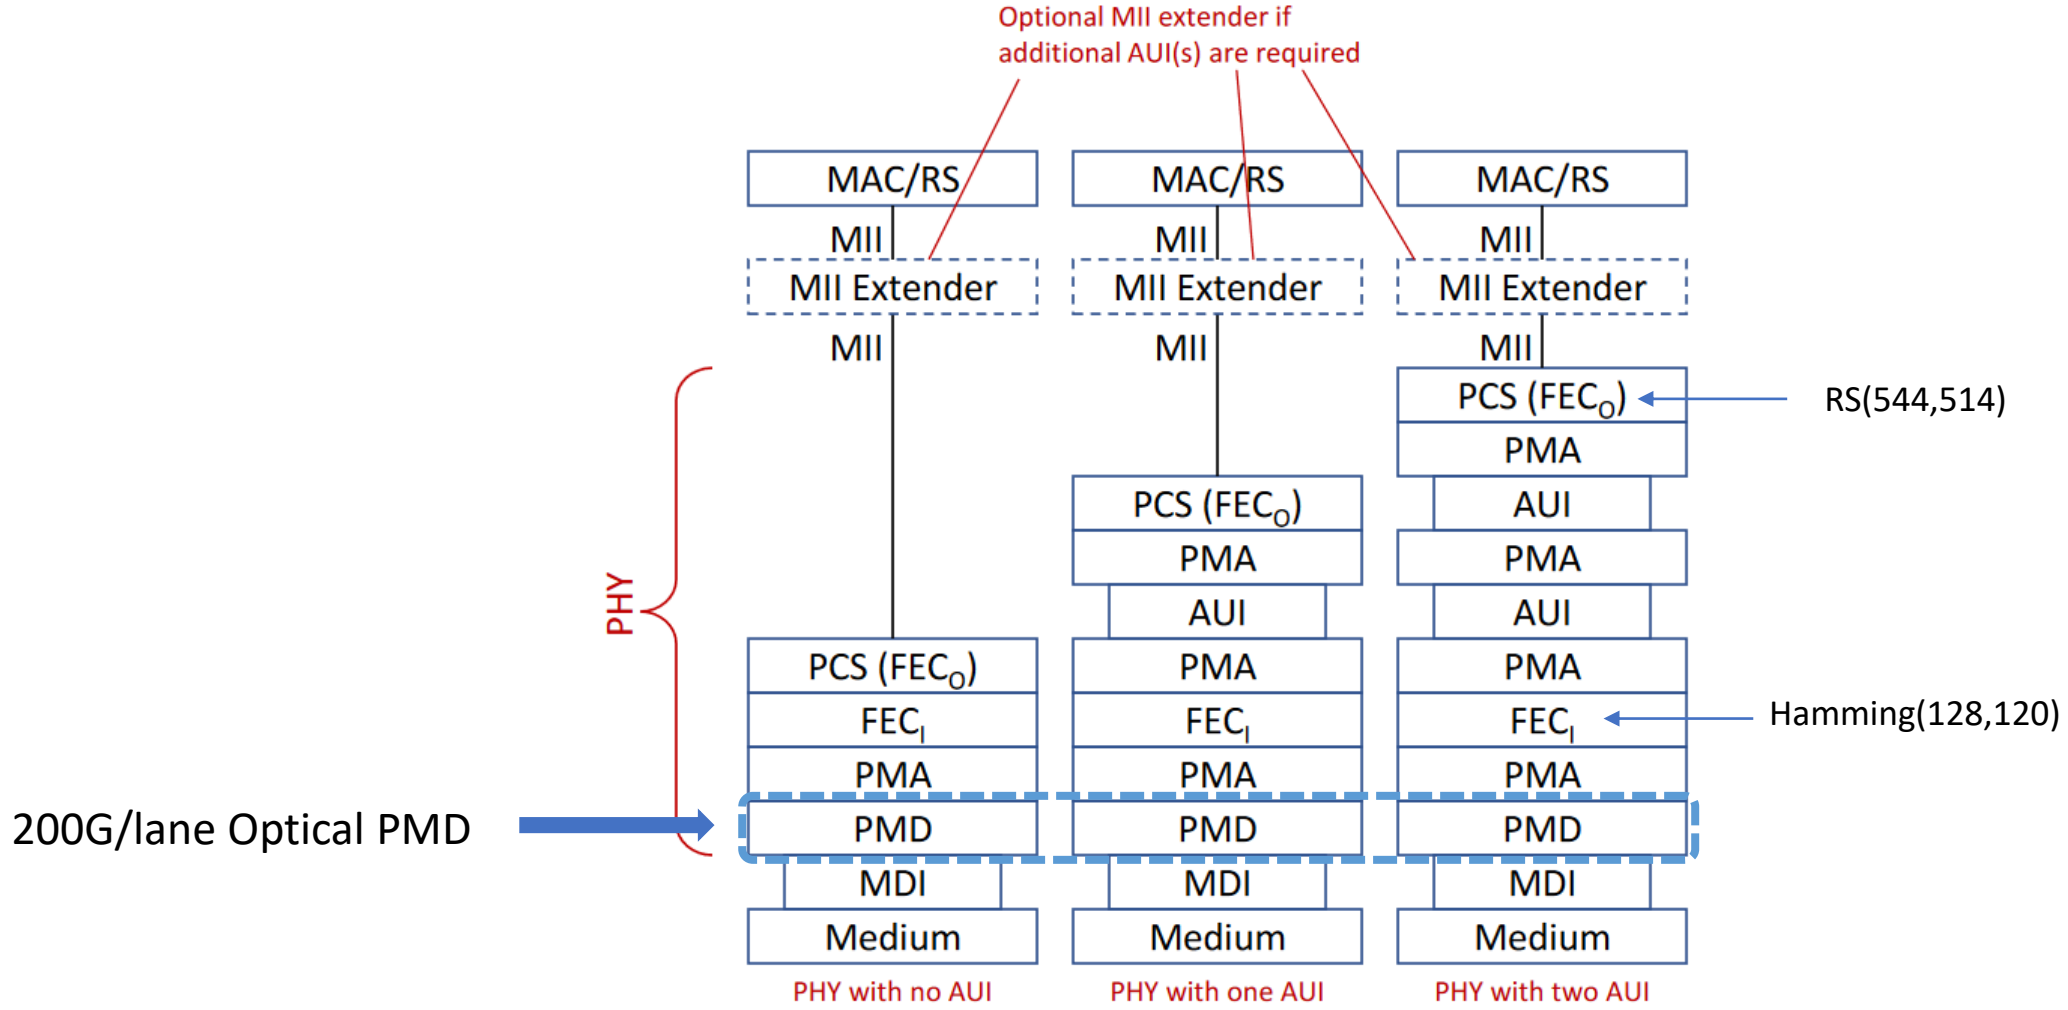 Optional MII extender if
additional AUI(s) are required
MAC/RS MAC/RS MAC/RS
MII MII MII
MII Extender MII Extender MII Extender
MII MII MII
PCS (FECO) RS(544,514)
PMA
PCS (FECO) AUI
PMA PMA
PHY
AUI AUI
PCS (FECO) PMA PMA
FECI FECI FECI Hamming(128,120)
PMA PMA PMA
200G/lane Optical PMD PMD PMD PMD
MDI MDI MDI
Medium Medium Medium
PHY with no AUI PHY with one AUI PHY with two AUI